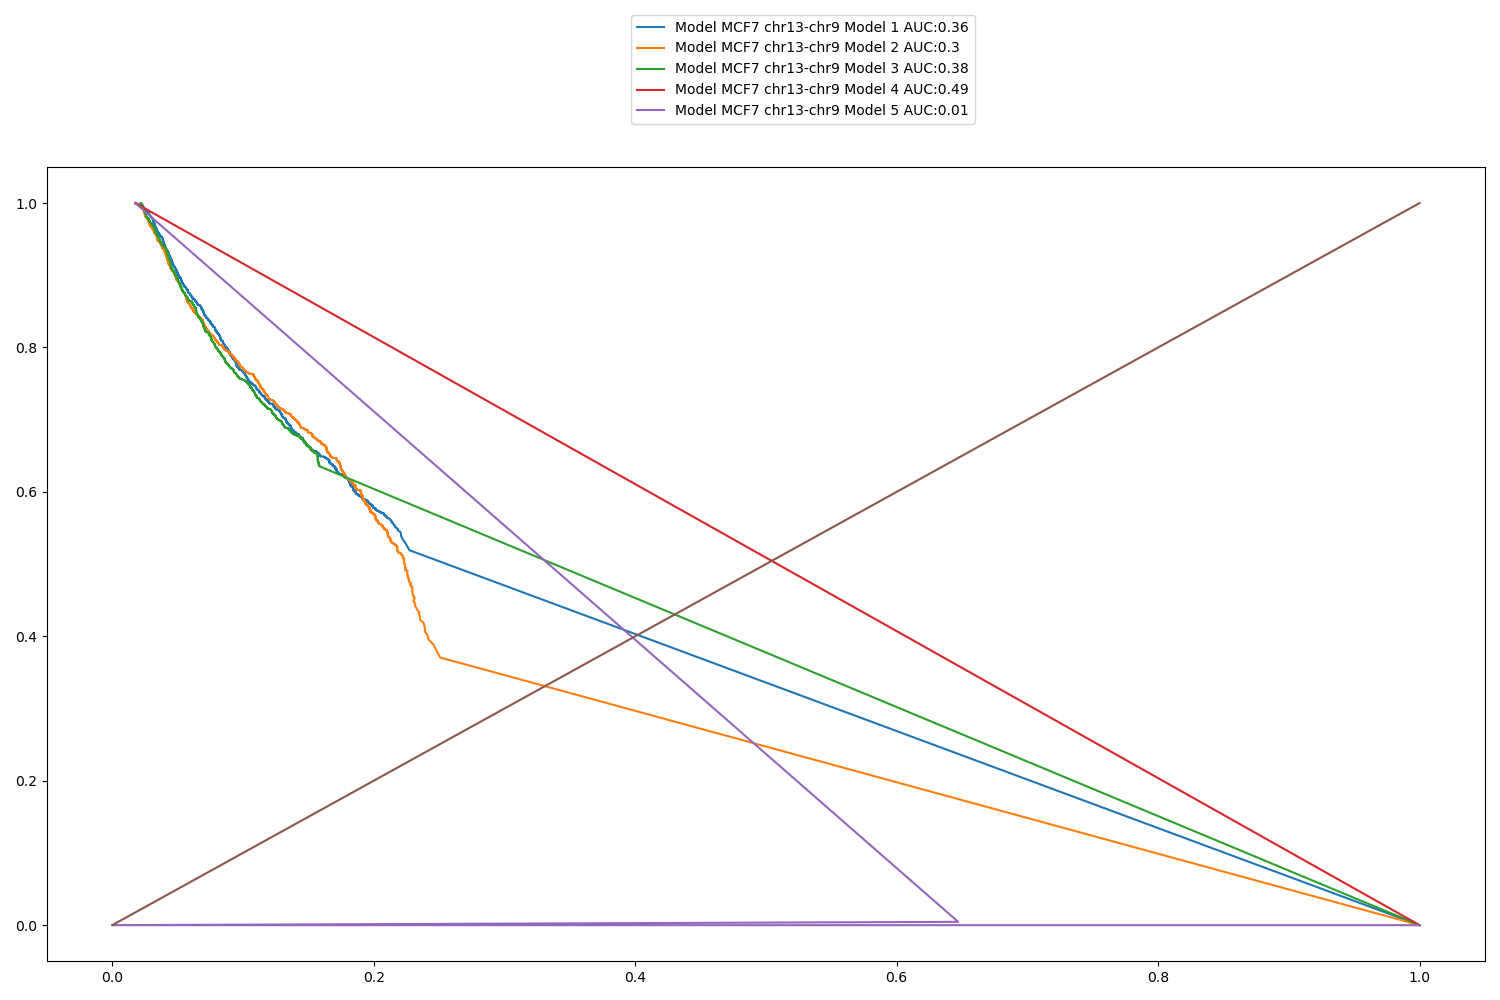 Model MCF7 chr13-chr9 Model 1 AUC:0.36
Model MCF7 chr13-chr9 Model 2 AUC:0.3
Model MCF7 chr13-chr9 Model 3 AUC:0.38
Model MCF7 chr13-chr9 Model 4 AUC:0.49
Model MCF7 chr13-chr9 Model 5 AUC:0.01
1.0
0.8
0.6
0.4
0.2
0.0
0.0 0.2 0.4 0.6 0.8 1.0